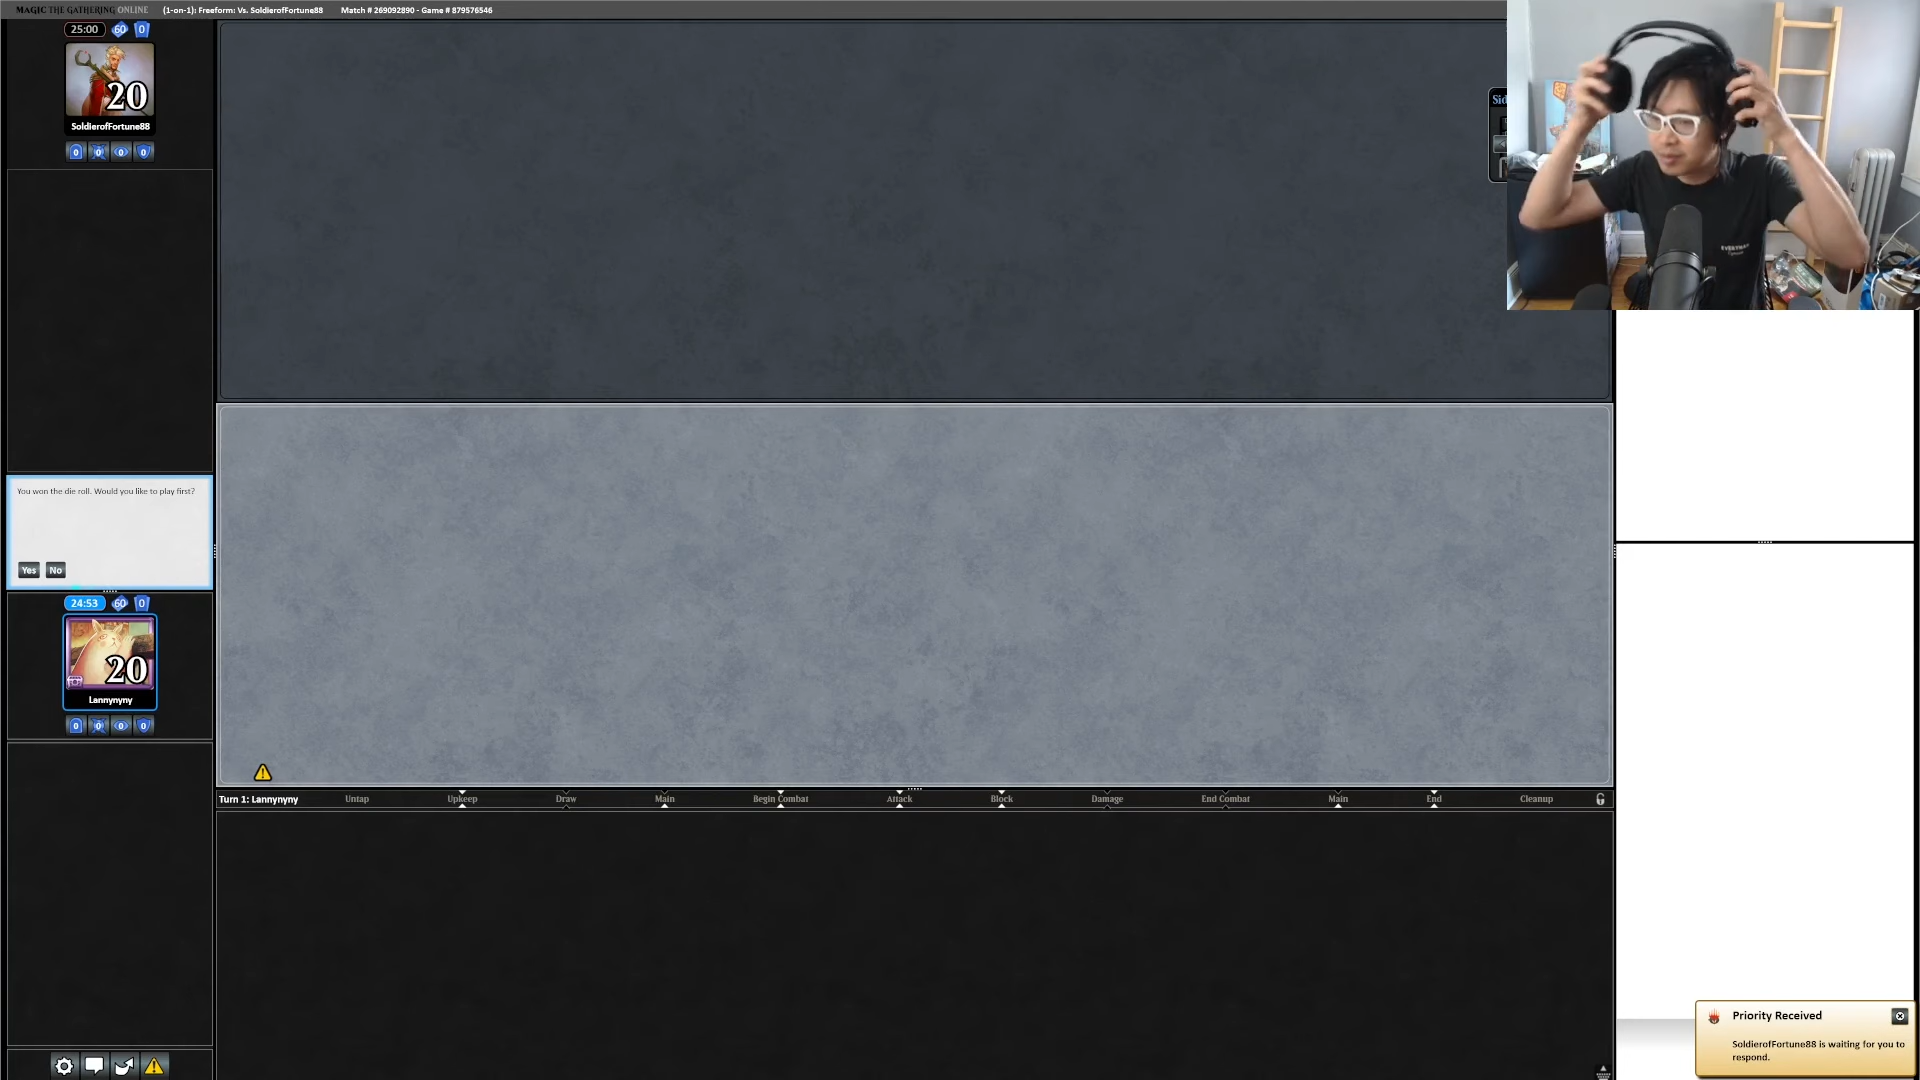 MAGIC THE GATHERING ONLINE
(1-on-1): Freeform: Vs. SoldierofFortune88
Match # 269092890 - Game # 879576546
25:00
60
0
20
SoldierofFortune88
0
0
0
0
You won the die roll. Would you like to play first?
Yes
No
24:53
60
0
20
Lannynyny
0
0
0
0
Turn 1: Lannynyny
Untap
Upkeep
Draw
Main
Begin Combat
Attack
Block
Damage
End Combat
Main
End
Cleanup
Sid
Priority Received
SoldierofFortune88 is waiting for you to
respond.